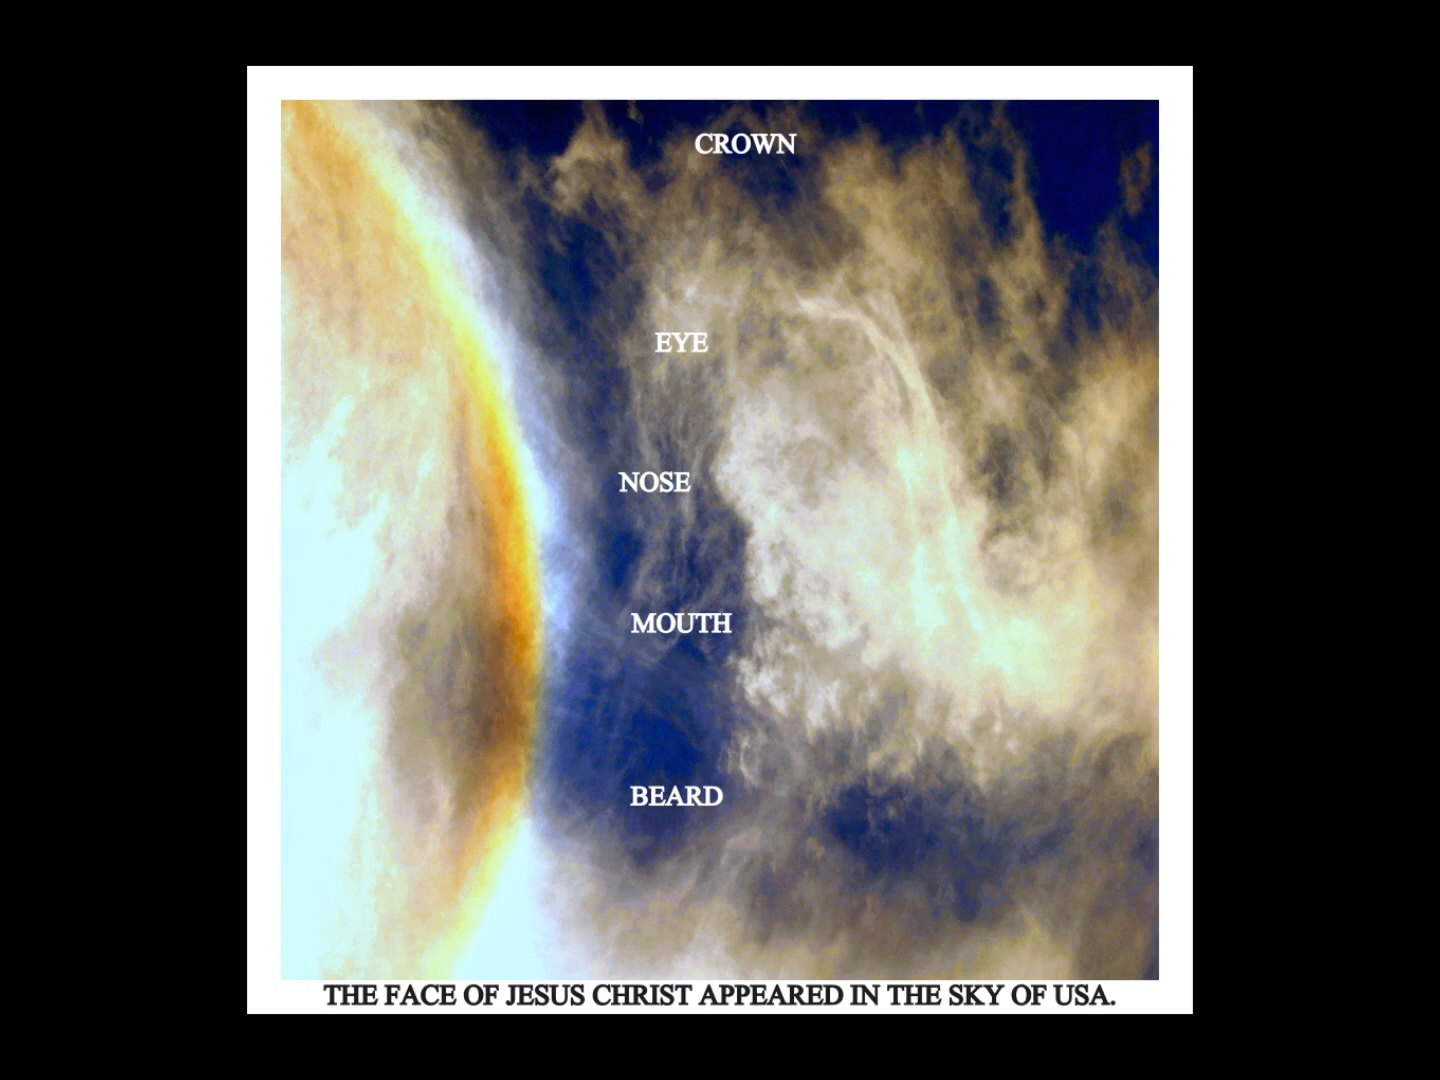 CROWN
EYE
NOSE
MOUTH
BEARD
THE FACE OF JESUS CHRIST APPEARED IN THE SKY OF USA.